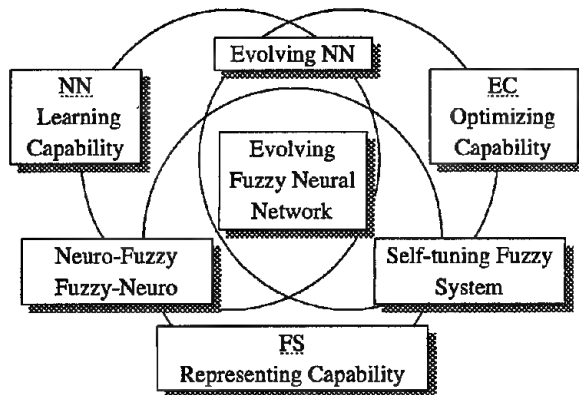 Evolving NN
NN
Learning
Capability
EC
Optimizing
Capability
Evolving
Fuzzy Neural
Network
Neuro-Fuzzy
Fuzzy-Neuro
Self-tuning Fuzzy
System
FS
Representing Capability